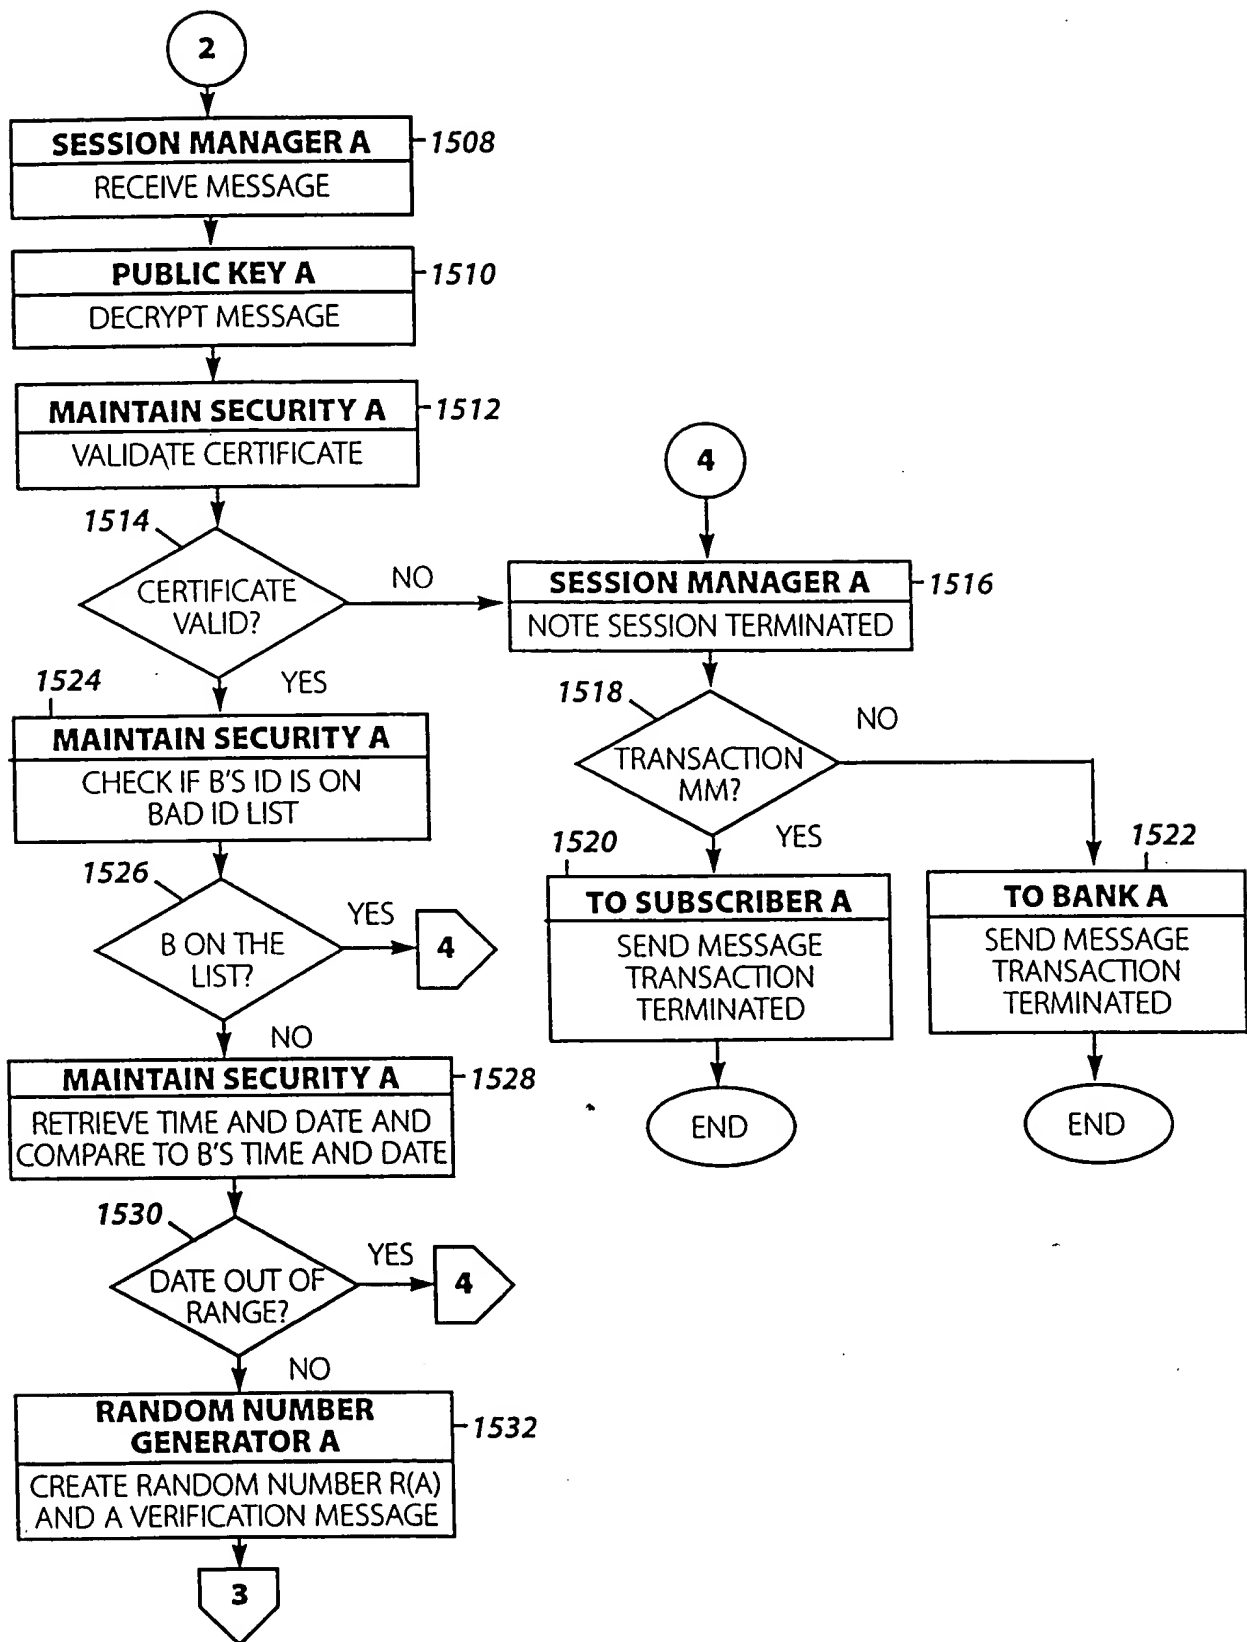 2
SESSION MANAGER A
1508
RECEIVE MESSAGE
PUBLIC KEY A
1510
DECRYPT MESSAGE
MAINTAIN SECURITY A
1512
VALIDATE CERTIFICATE
1514
CERTIFICATE
VALID?
NO
YES
4
SESSION MANAGER A
1516
NOTE SESSION TERMINATED
1518
TRANSACTION
MM?
NO
YES
1520
TO SUBSCRIBER A
SEND MESSAGE
TRANSACTION
TERMINATED
END
1522
TO BANK A
SEND MESSAGE
TRANSACTION
TERMINATED
END
1524
MAINTAIN SECURITY A
CHECK IF B'S ID IS ON
BAD ID LIST
1526
B ON THE
LIST?
YES
4
NO
MAINTAIN SECURITY A
1528
RETRIEVE TIME AND DATE AND
COMPARE TO B'S TIME AND DATE
1530
DATE OUT OF
RANGE?
YES
4
NO
RANDOM NUMBER
GENERATOR A
1532
CREATE RANDOM NUMBER R(A)
AND A VERIFICATION MESSAGE
3